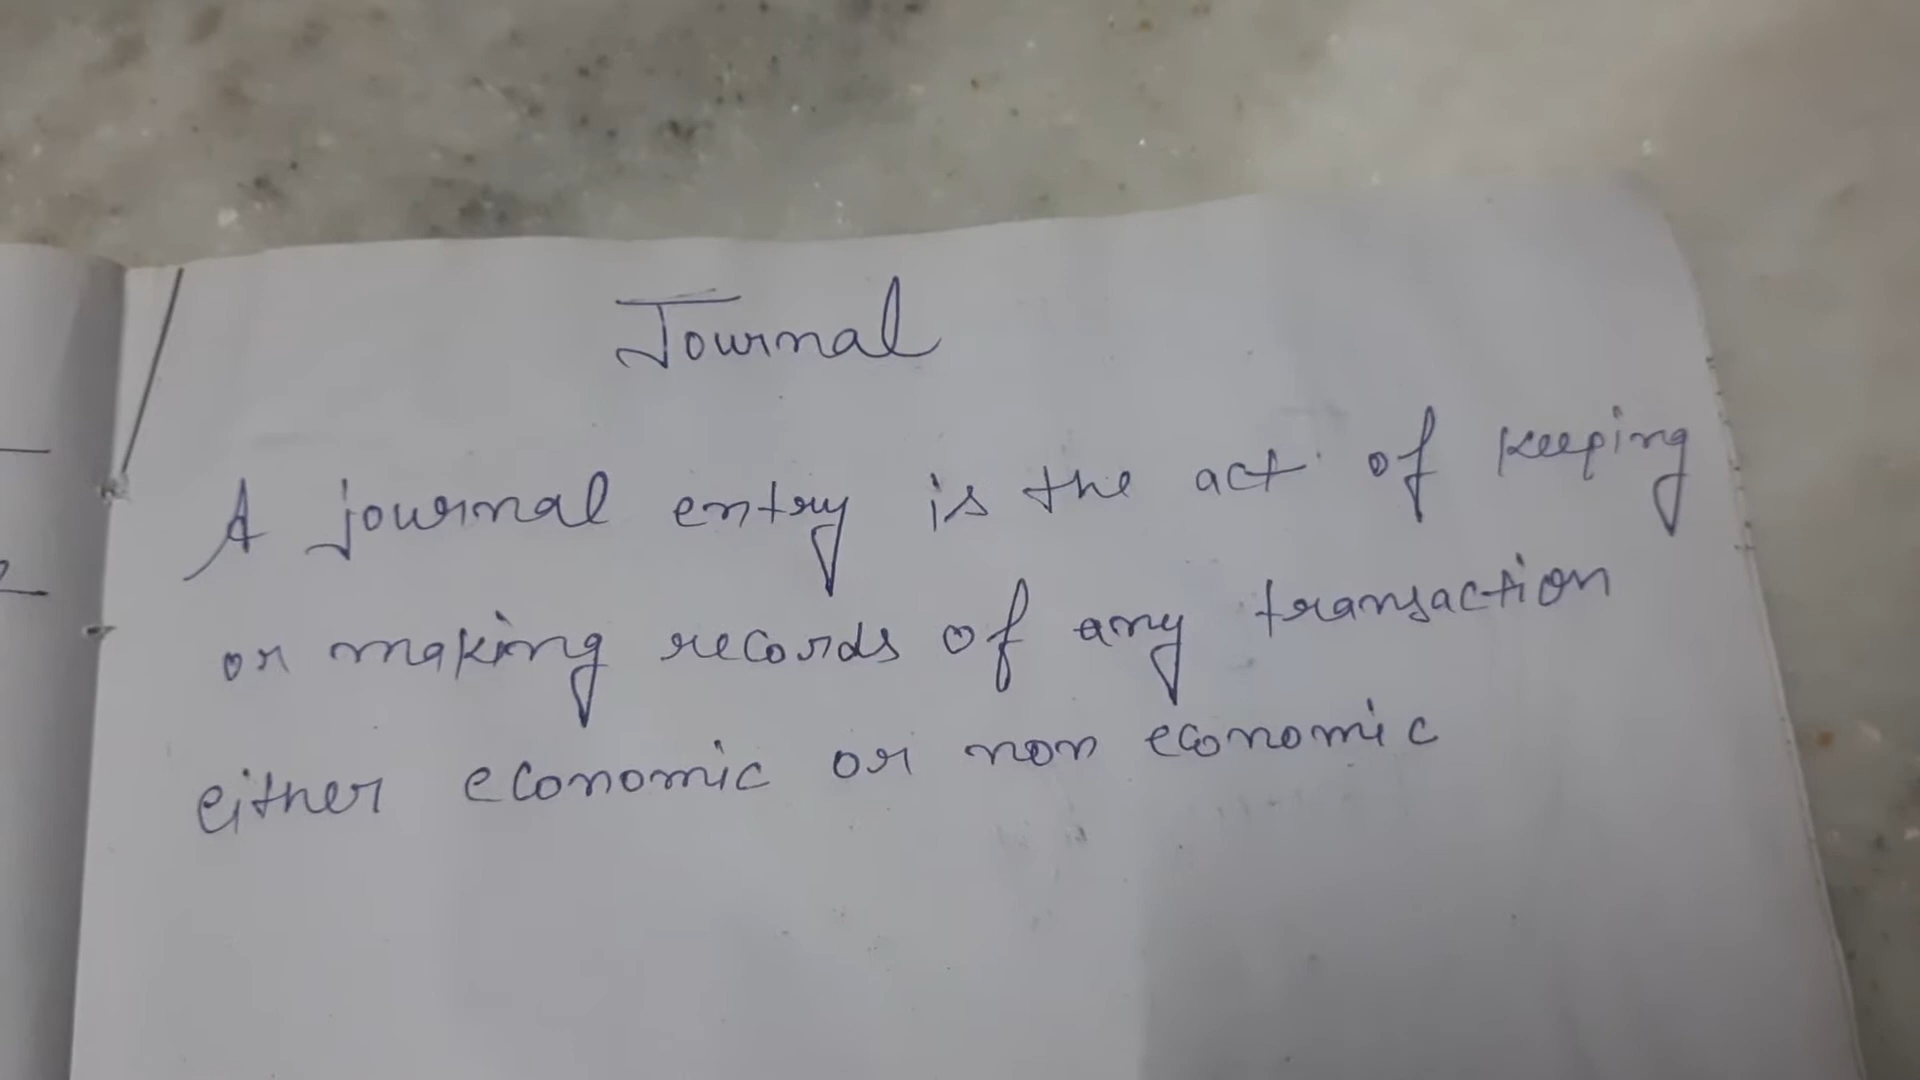 Journal
A journal entry is the act of keeping
or making records of any transaction
either economic or non economic